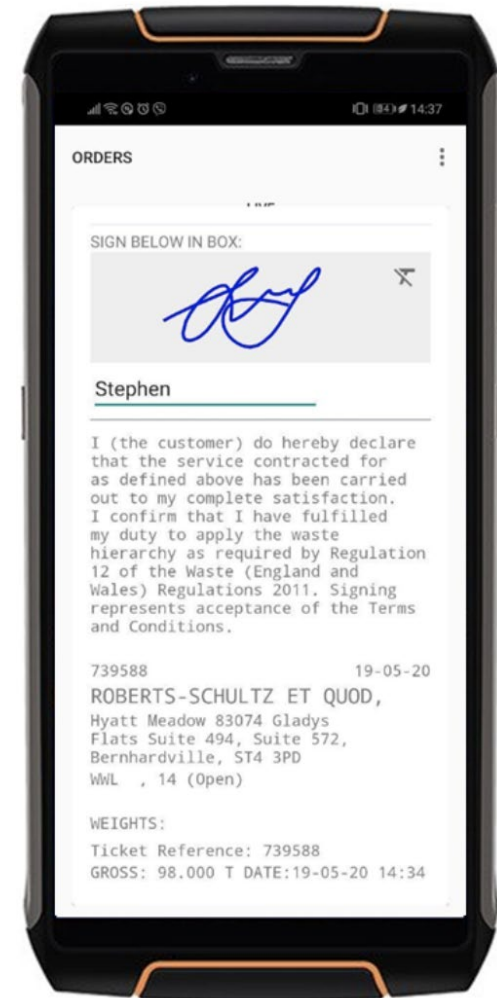 14:37
ORDERS
SIGN BELOW IN BOX:
Stephen
I (the customer) do hereby declare
that the service contracted for
as defined above has been carried
out to my complete satisfaction.
I confirm that I have fulfilled
my duty to apply the waste
hierarchy as required by Regulation
12 of the Waste (England and
Wales) Regulations 2011. Signing
represents acceptance of the Terms
and Conditions.
739588 19-05-20
ROBERTS-SCHULTZ ET QUOD,
Hyatt Meadow 83074 Gladys
Flats Suite 494, Suite 572,
Bernhardville, ST4 3PD
WWL , 14 (Open)
WEIGHTS:
Ticket Reference: 739588
GROSS: 98.000 T DATE:19-05-20 14:34